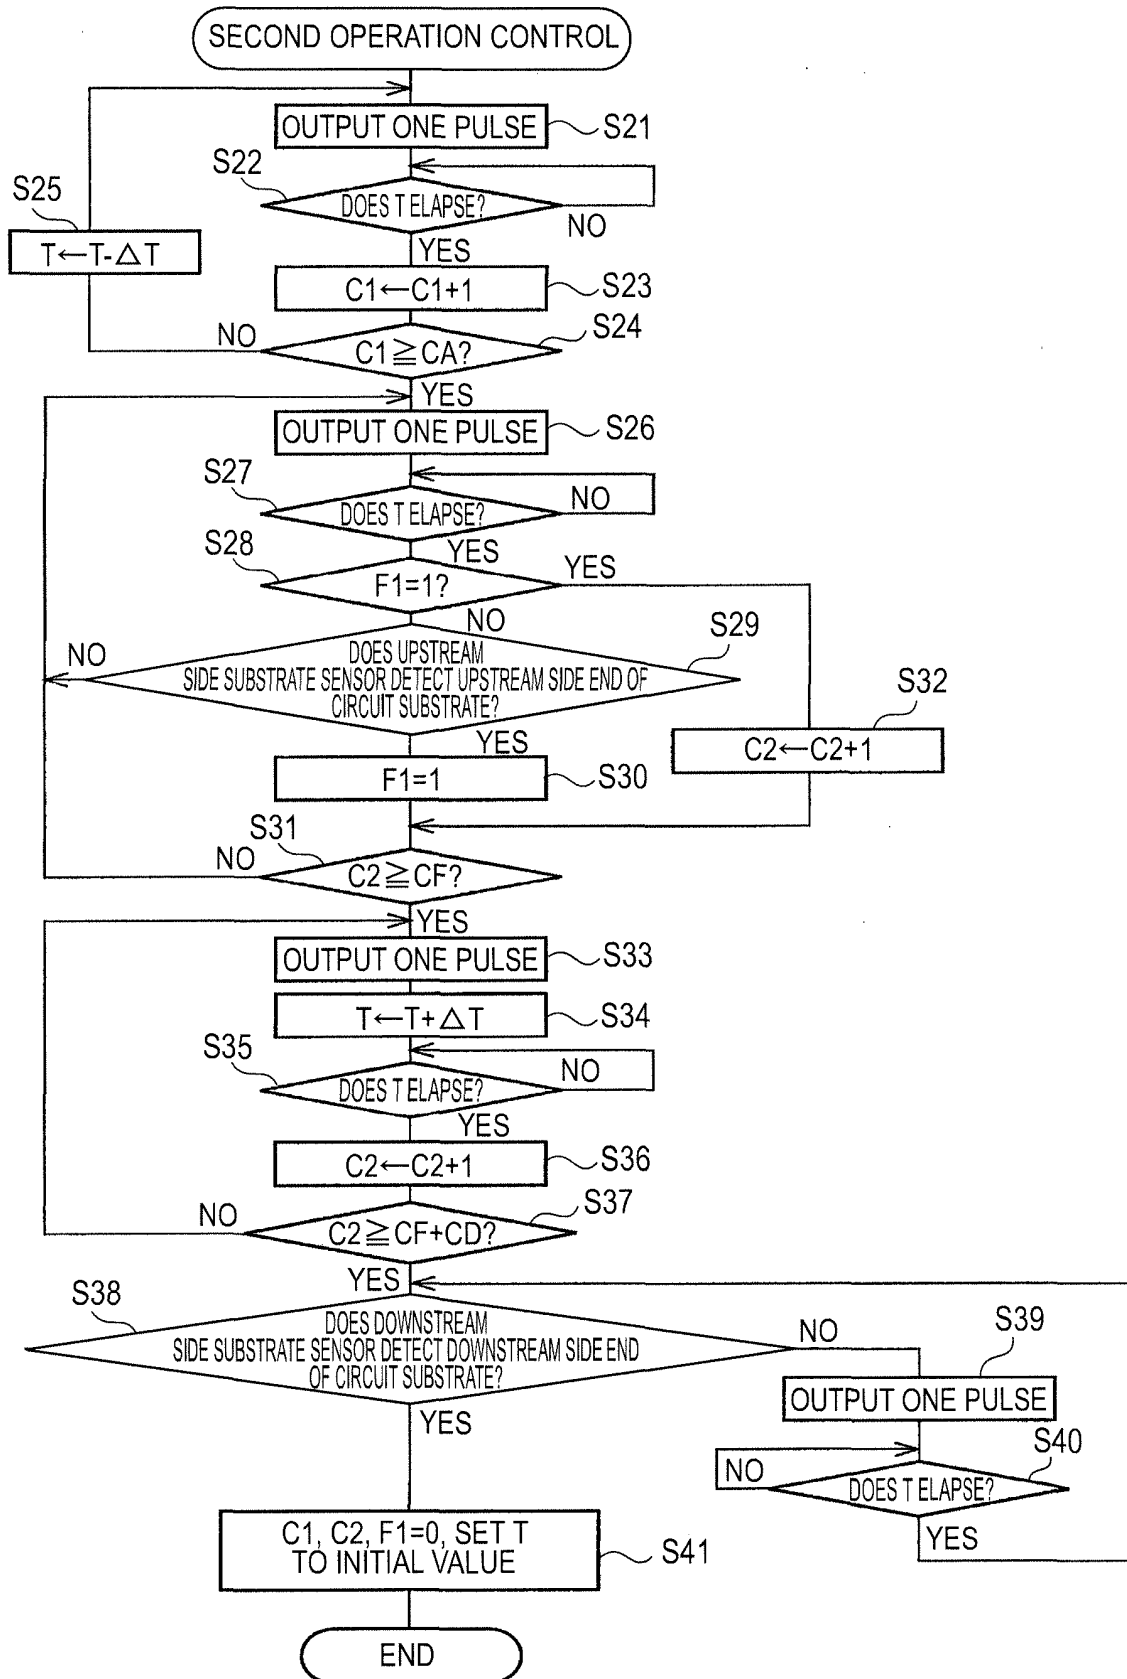 SECOND OPERATION CONTROL
OUTPUT ONE PULSE
S21
S22
DOES T ELAPSE?
NO
YES
S25
T←T-△T
C1←C1+1
S23
S24
NO
C1≧CA?
YES
OUTPUT ONE PULSE
S26
S27
DOES T ELAPSE?
NO
YES
S28
F1=1?
YES
NO
S29
NO
DOES UPSTREAM
SIDE SUBSTRATE SENSOR DETECT UPSTREAM SIDE END OF
CIRCUIT SUBSTRATE?
YES
S32
C2←C2+1
F1=1
S30
S31
NO
C2≧CF?
YES
OUTPUT ONE PULSE
S33
T←T+△T
S34
S35
DOES T ELAPSE?
NO
YES
C2←C2+1
S36
S37
NO
C2≧CF+CD?
YES
S38
DOES DOWNSTREAM
SIDE SUBSTRATE SENSOR DETECT DOWNSTREAM SIDE END
OF CIRCUIT SUBSTRATE?
NO
YES
S39
OUTPUT ONE PULSE
S40
NO
DOES T ELAPSE?
YES
C1, C2, F1=0, SET T
TO INITIAL VALUE
S41
END